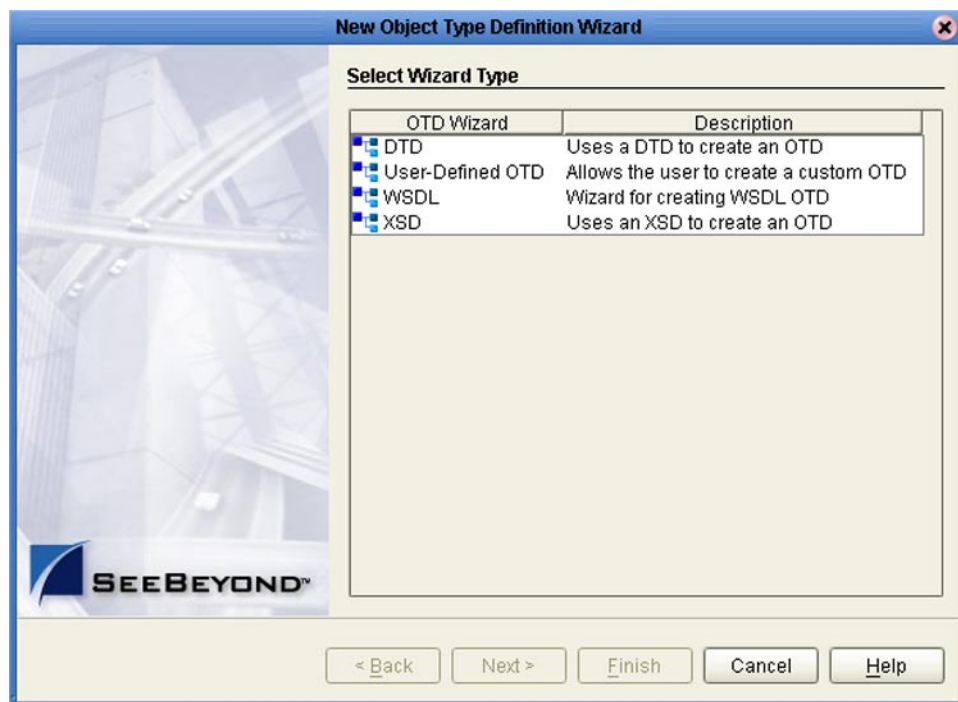 New Object Type Definition Wizard
Select Wizard Type
OTD Wizard Description
DTD Uses a DTD to create an OTD
User-Defined OTD Allows the user to create a custom OTD
WSDL Wizard for creating WSDL OTD
XSD Uses an XSD to create an OTD
SEEBEYOND™
< Back Next > Finish Cancel Help